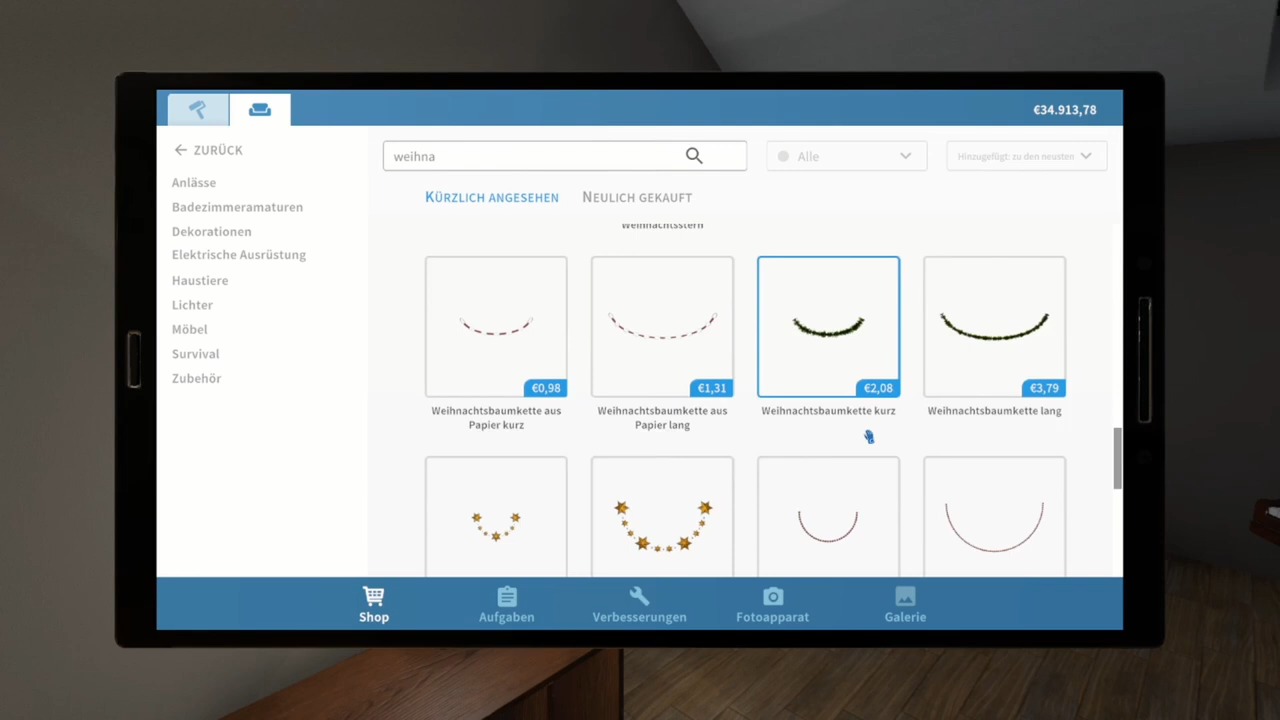 €34.913,78
ZURÜCK
weihna
Alle
Hinzugefügt: zu den neusten
KÜRZLICH ANGESEHEN
NEULICH GEKAUFT
Anlässe
Badezimmeramaturen
Dekorationen
Elektrische Ausrüstung
Haustiere
Lichter
Möbel
Survival
Zubehör
Weihnachtsstern
€0,98
€1,31
€2,08
€3,79
Weihnachtsbaumkette aus
Papier kurz
Weihnachtsbaumkette aus
Papier lang
Weihnachtsbaumkette kurz
Weihnachtsbaumkette lang
Shop
Aufgaben
Verbesserungen
Fotoapparat
Galerie